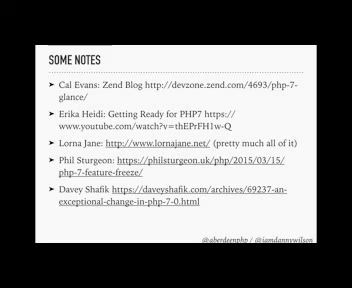 SOME NOTES
➤ Cal Evans: Zend Blog http://devzone.zend.com/4693/php-7-
glance/
➤ Erika Heidi: Getting Ready for PHP7 https://
www.youtube.com/watch?v=thEPrFH1w-Q
➤ Lorna Jane: http://www.lornajane.net/ (pretty much all of it)
➤ Phil Sturgeon: https://philsturgeon.uk/php/2015/03/15/
php-7-feature-freeze/
➤ Davey Shafik https://daveyshafik.com/archives/69237-an-
exceptional-change-in-php-7-0.html
@aberdeenphp / @iamdannywilson